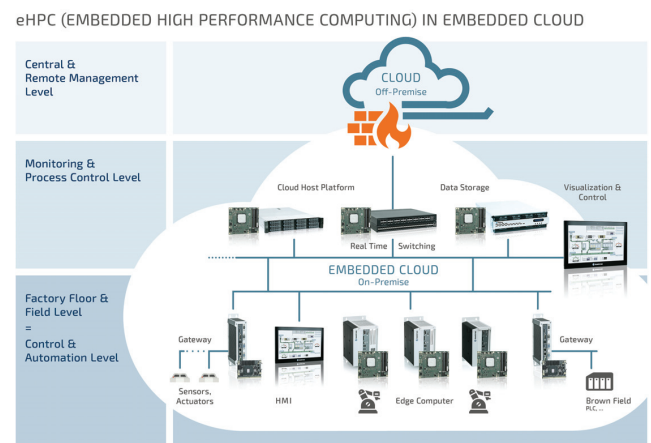 eHPC (EMBEDDED HIGH PERFORMANCE COMPUTING) IN EMBEDDED CLOUD
Central &
Remote Management
Level
CLOUD
Off-Premise
Monitoring &
Process Control Level
Cloud Host Platform
Data Storage
Visualization &
Control
Real Time
Switching
EMBEDDED CLOUD
On-Premise
Factory Floor &
Field Level
=
Control &
Automation Level
Gateway
Gateway
Sensors,
Actuators
HMI
Edge Computer
Brown Field
PLC, ...